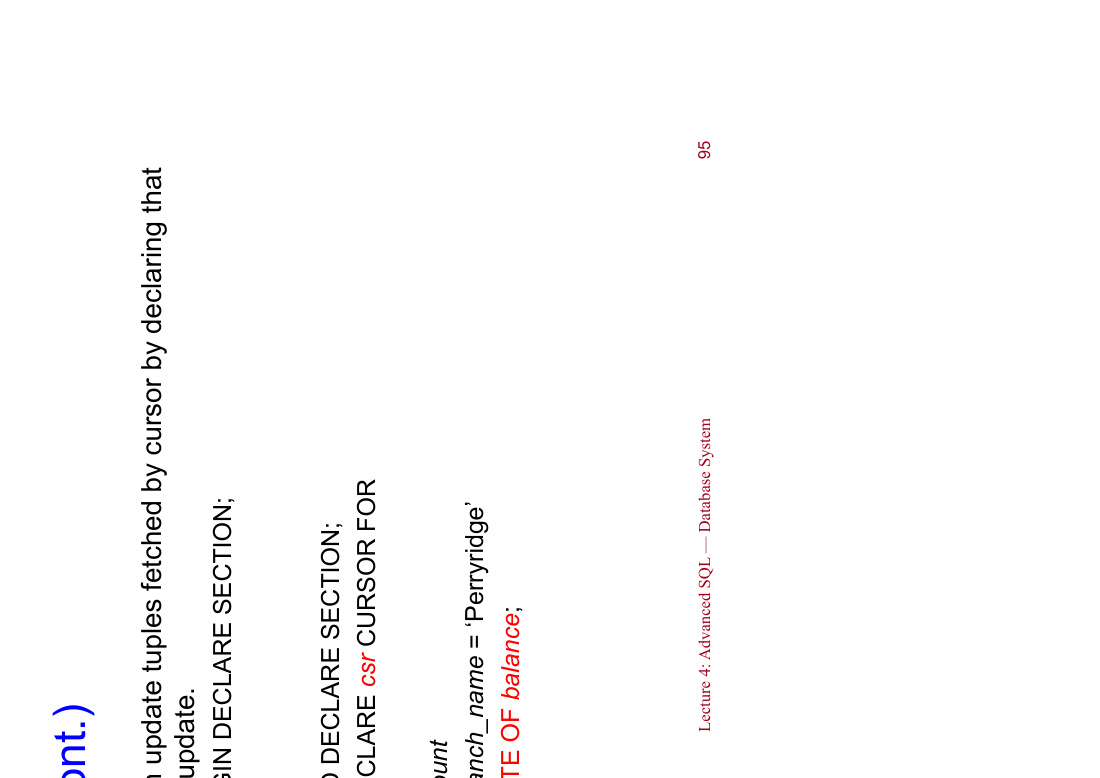 ont.)
update tuples fetched by cursor by declaring that
update.
GIN DECLARE SECTION;
DECLARE SECTION;
CLARE csr CURSOR FOR
ount
anch_name = ‘Perryridge’
TE OF balance;
Lecture 4: Advanced SQL — Database System 95